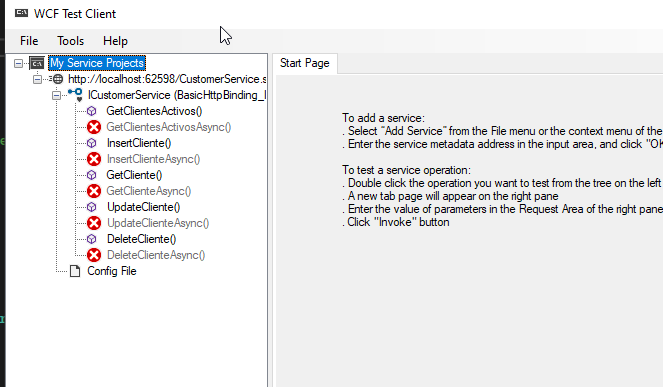 WCF Test Client
File Tools Help
My Service Projects
http://localhost:62598/CustomerService.s
ICustomerService (BasicHttpBinding_I
GetClientesActivos()
GetClientesActivosAsync()
InsertCliente()
InsertClienteAsync()
GetCliente()
GetClienteAsync()
UpdateCliente()
UpdateClienteAsync()
DeleteCliente()
DeleteClienteAsync()
Config File
Start Page
To add a service:
. Select "Add Service" from the File menu or the context menu of the
. Enter the service metadata address in the input area, and click "OK
To test a service operation:
. Double click the operation you want to test from the tree on the left
. A new tab page will appear on the right pane
. Enter the value of parameters in the Request Area of the right pane
. Click "Invoke" button